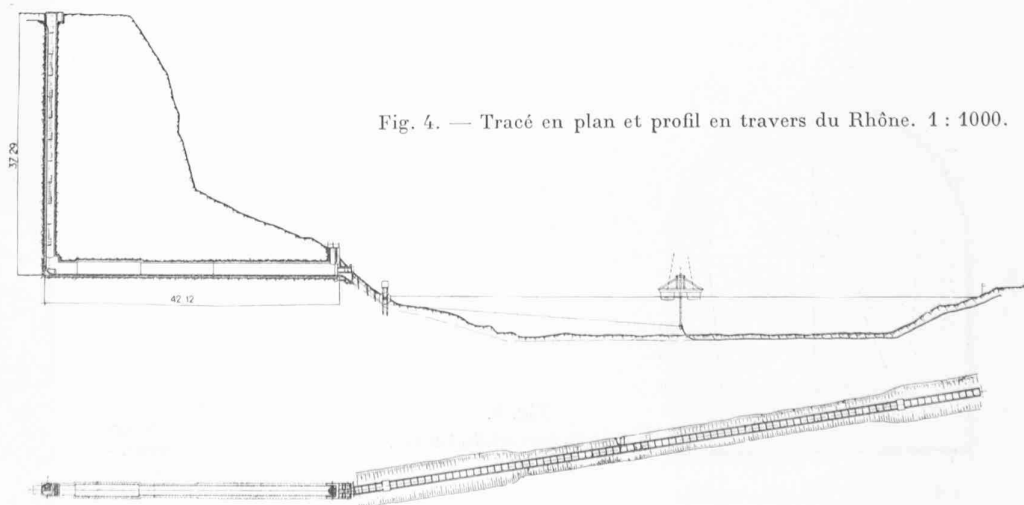 Fig. 4. — Tracé en plan et profil en travers du Rhône. 1 : 1000.
37.29
42.12